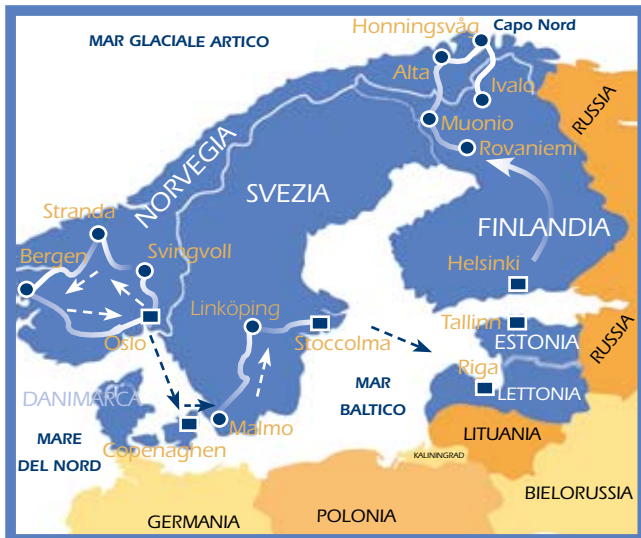 Honningsvåg
Capo Nord
MAR GLACIALE ARTICO
Alta
Ivalo
RUSSIA
Muonio
Rovaniemi
NORVEGIA
SVEZIA
Stranda
FINLANDIA
Bergen
Svingvoll
Helsinki
Linköping
Tallinn
Oslo
Stoccolma
ESTONIA
RUSSIA
Riga
DANIMARCA
MAR
BALTICO
LETTONIA
Malmo
MARE
DEL NORD
Copenaghen
LITUANIA
KALININGRAD
BIELORUSSIA
GERMANIA
POLONIA